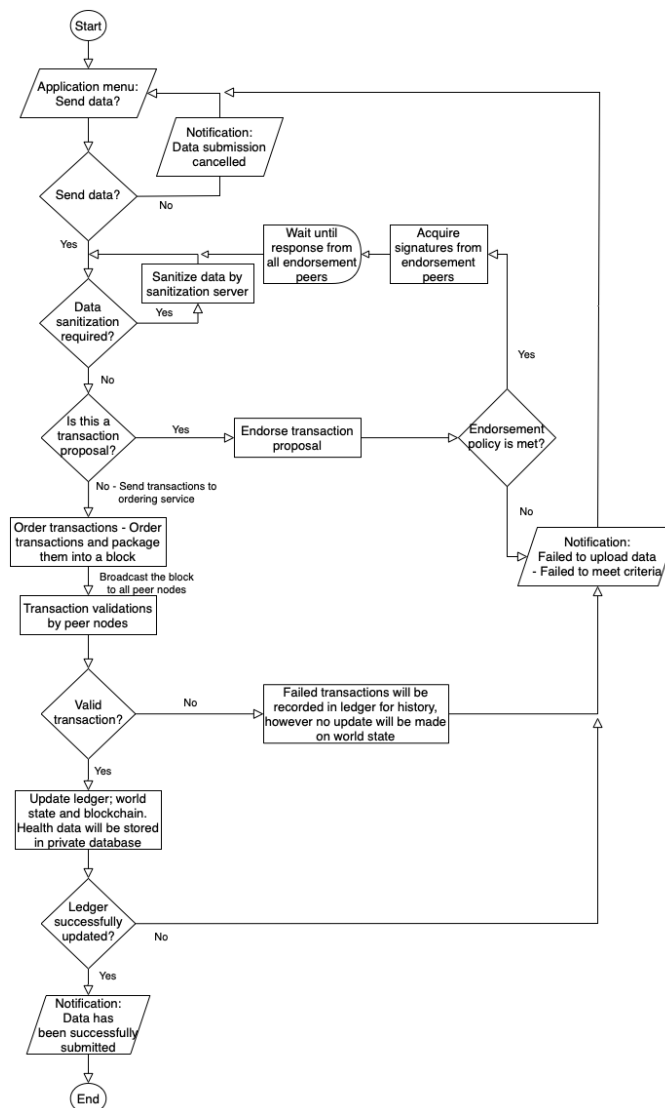 Start
Application menu:
Send data?
Notification:
Data submission
cancelled
Send data?
No
Yes
Wait until
response from
all endorsement
peers
Acquire
signatures from
endorsement
peers
Sanitize data by
sanitization server
Data
sanitization
required?
Yes
Yes
No
Is this a
transaction
proposal?
Yes
Endorse transaction
proposal
Endorsement
policy is met?
No - Send transactions to
ordering service
No
Order transactions - Order
transactions and package
them into a block
Notification:
Failed to upload data
- Failed to meet criteria
Broadcast the block
to all peer nodes
Transaction validations
by peer nodes
Valid
transaction?
No
Failed transactions will be
recorded in ledger for history,
however no update will be made
on world state
Yes
Update ledger; world
state and blockchain.
Health data will be stored
in private database
Ledger
successfully
updated?
No
Yes
Notification:
Data has
been successfully
submitted
End